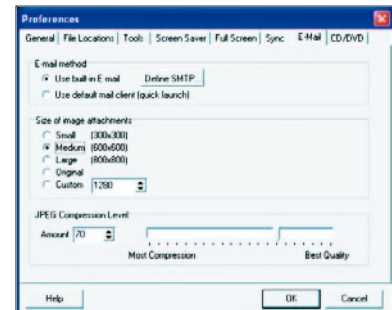 Preferences
General File Locations Tools Screen Saver Full Screen Sync E-Mail CD/DVD
E-mail method
Use built-in E-mail Define SMTP
Use default mail client (quick launch)
Size of image attachments
Small (300x300)
Medium (600x600)
Large (800x800)
Original
Custom 1280
JPEG Compression Level
Amount 70
Most Compression Best Quality
Help OK Cancel